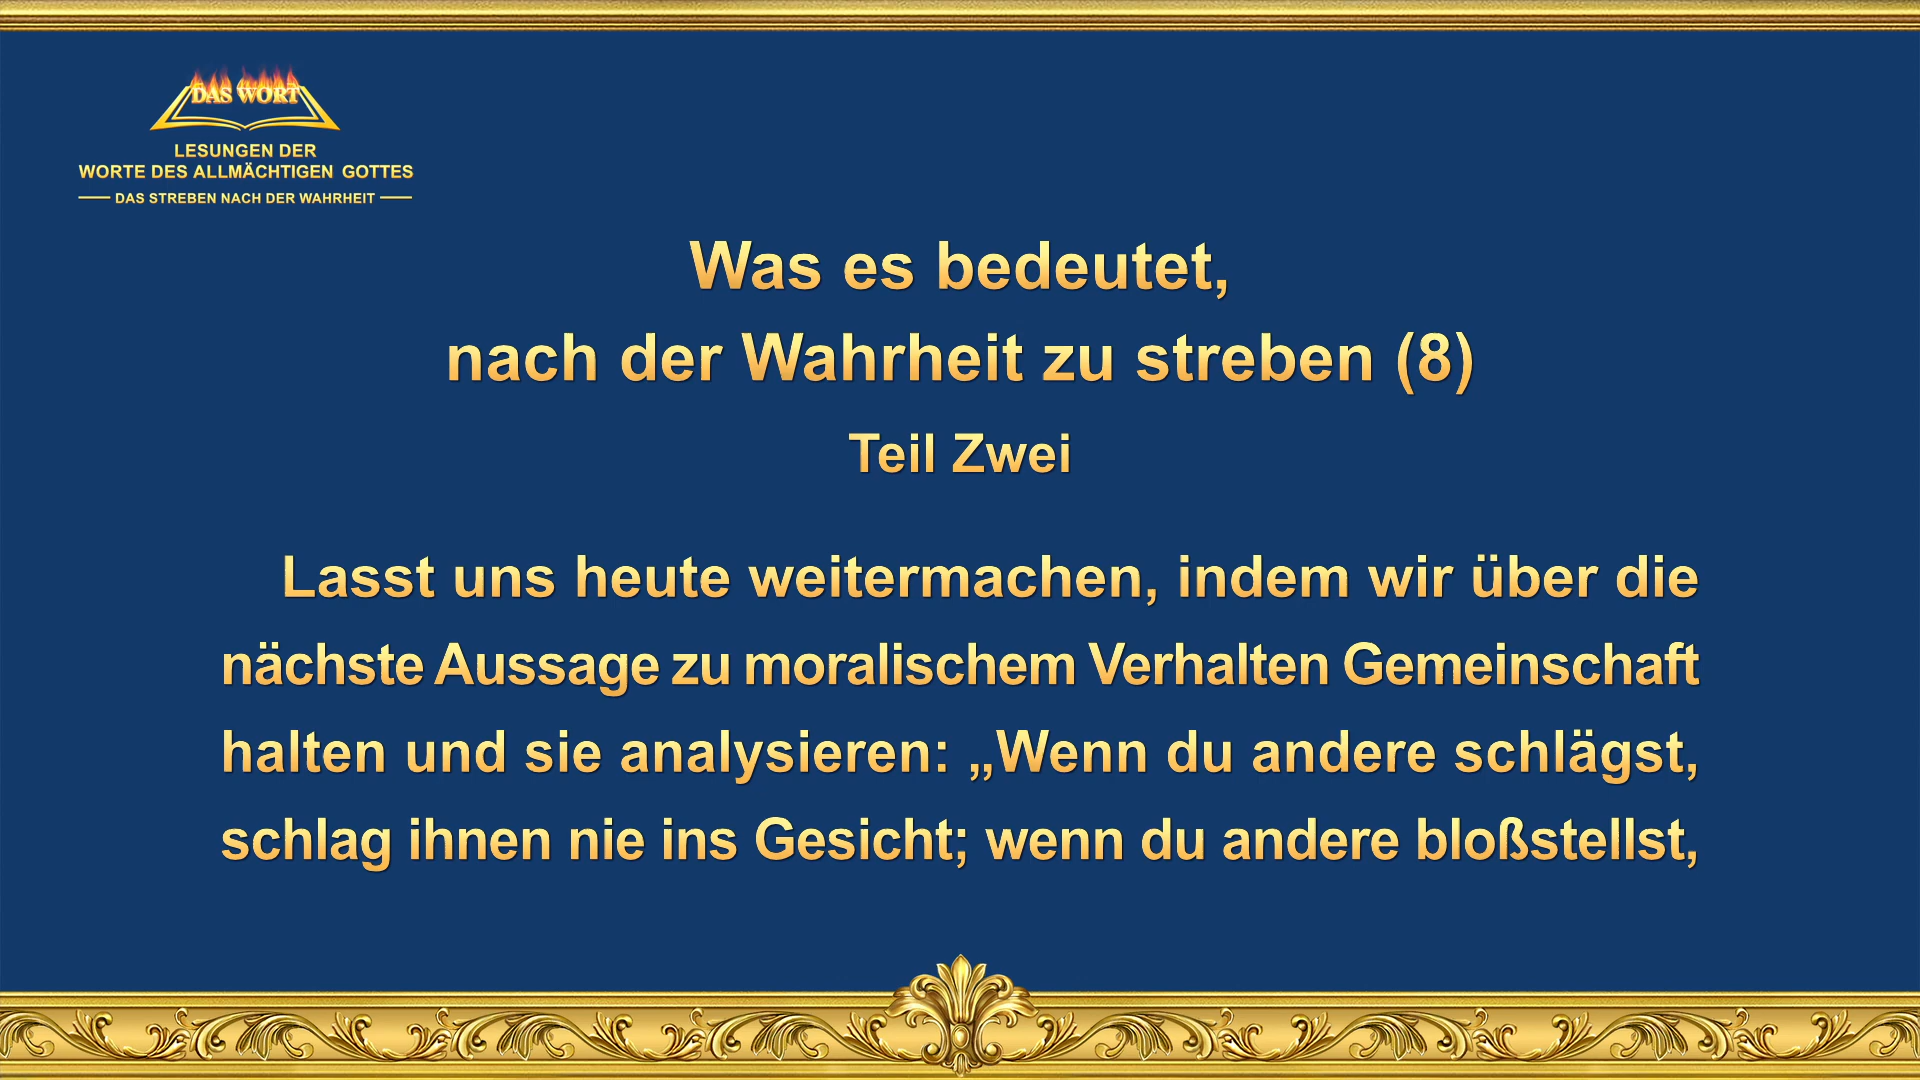 DAS WORT
LESUNGEN DER
WORTE DES ALLMÄCHTIGEN GOTTES
DAS STREBEN NACH DER WAHRHEIT
Was es bedeutet,
nach der Wahrheit zu streben (8)
Teil Zwei
Lasst uns heute weitermachen, indem wir über die
nächste Aussage zu moralischem Verhalten Gemeinschaft
halten und sie analysieren: „Wenn du andere schlägst,
schlag ihnen nie ins Gesicht; wenn du andere bloßstellst,